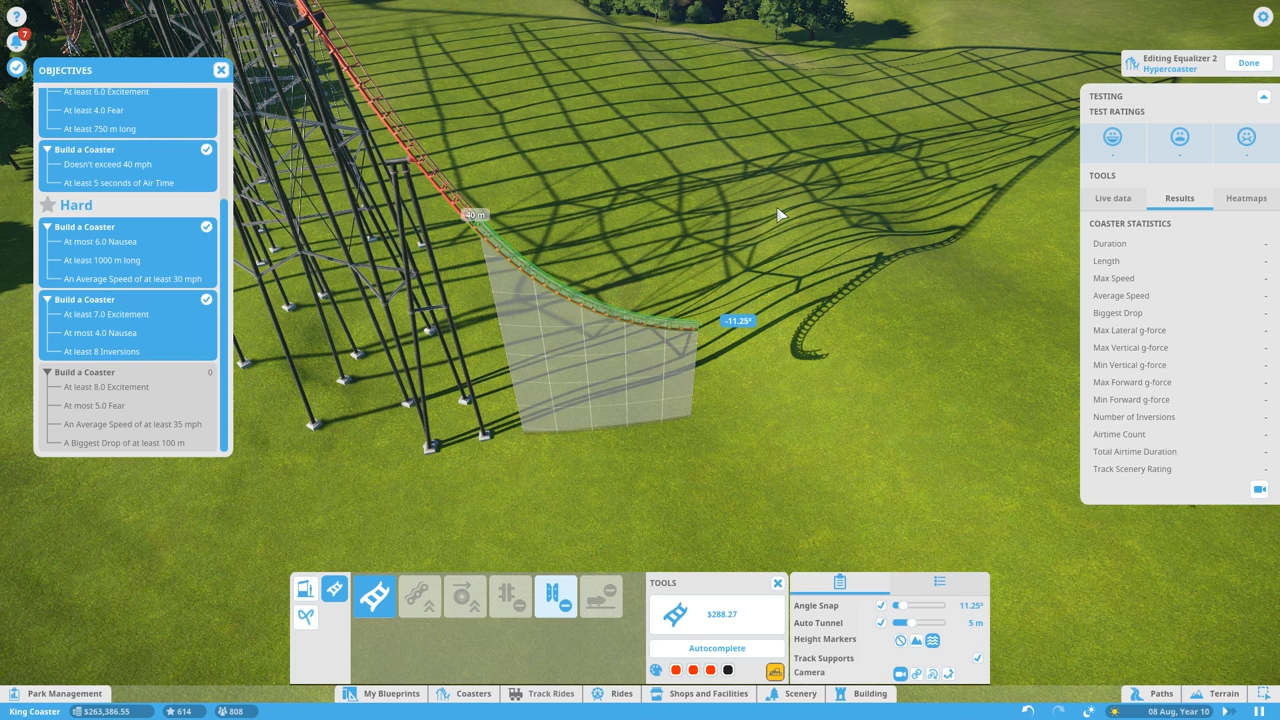 ?
7
OBJECTIVES
At least 6.0 Excitement
At least 4.0 Fear
At least 750 m long
Build a Coaster
Doesn't exceed 40 mph
At least 5 seconds of Air Time
Hard
Build a Coaster
At most 6.0 Nausea
At least 1000 m long
An Average Speed of at least 30 mph
Build a Coaster
At least 7.0 Excitement
At most 4.0 Nausea
At least 8 Inversions
Build a Coaster 0
At least 8.0 Excitement
At most 5.0 Fear
An Average Speed of at least 35 mph
A Biggest Drop of at least 100 m
40 m
-11.25°
Editing Equalizer 2
Hypercoaster
Done
TESTING
TEST RATINGS
- - -
TOOLS
Live data Results Heatmaps
COASTER STATISTICS
Duration -
Length -
Max Speed -
Average Speed -
Biggest Drop -
Max Lateral g-force -
Max Vertical g-force -
Min Vertical g-force -
Max Forward g-force -
Min Forward g-force -
Number of Inversions -
Airtime Count -
Total Airtime Duration -
Track Scenery Rating -
TOOLS
$288.27
Autocomplete
Angle Snap 11.25°
Auto Tunnel 5 m
Height Markers
Track Supports
Camera
Park Management My Blueprints Coasters Track Rides Rides Shops and Facilities Scenery Building Paths Terrain
King Coaster $263,386.55 614 808 08 Aug, Year 10